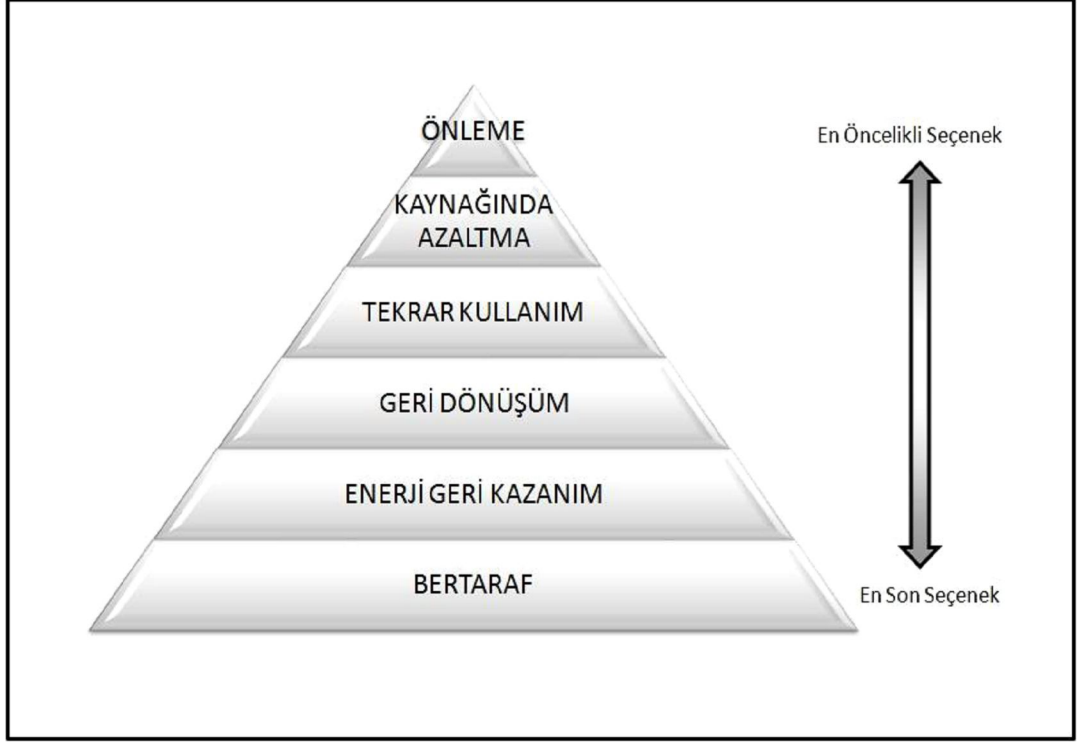 ÖNLEME
KAYNAĞINDA
AZALTMA
TEKRAR KULLANIM
GERİ DÖNÜŞÜM
ENERJİ GERİ KAZANIM
BERTARAF
En Öncelikli Seçenek
En Son Seçenek